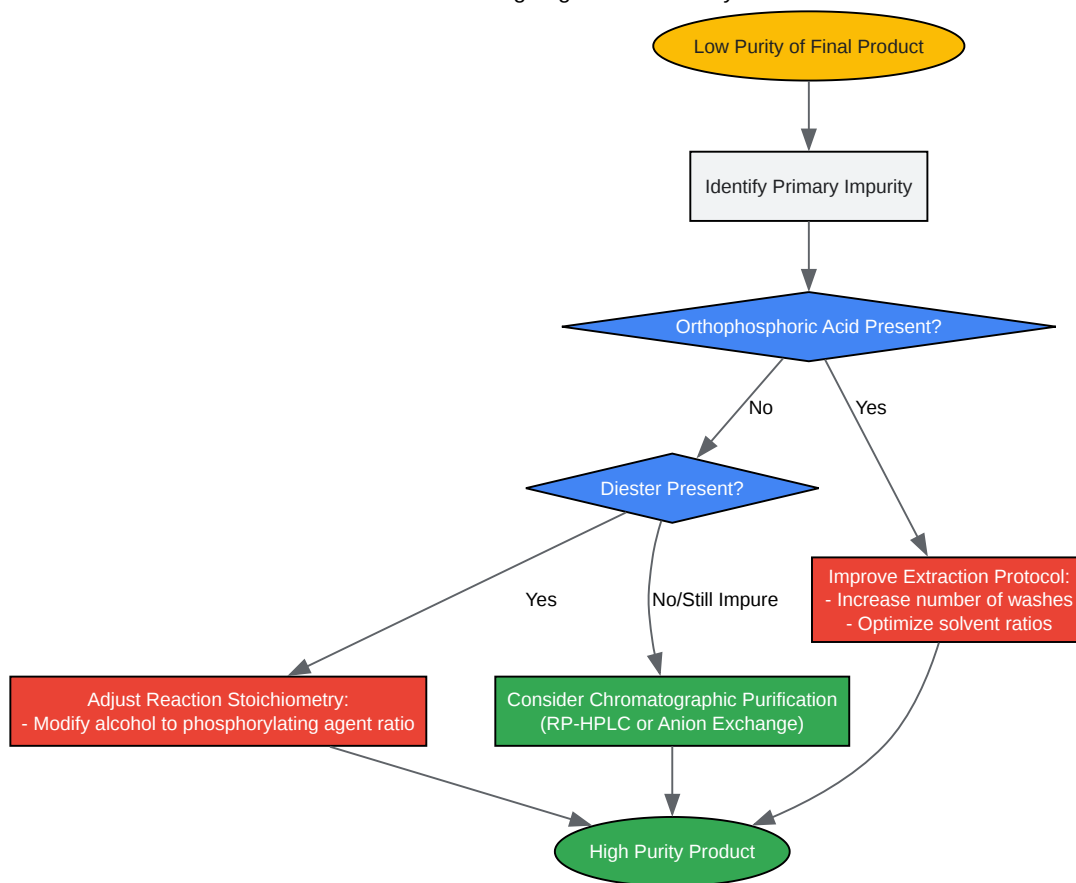 Low Purity of Final Product
Identify Primary Impurity
Orthophosphoric Acid Present?
No
Yes
Diester Present?
Yes
No/Still Impure
Improve Extraction Protocol:
- Increase number of washes
- Optimize solvent ratios
Adjust Reaction Stoichiometry:
- Modify alcohol to phosphorylating agent ratio
Consider Chromatographic Purification
(RP-HPLC or Anion Exchange)
High Purity Product